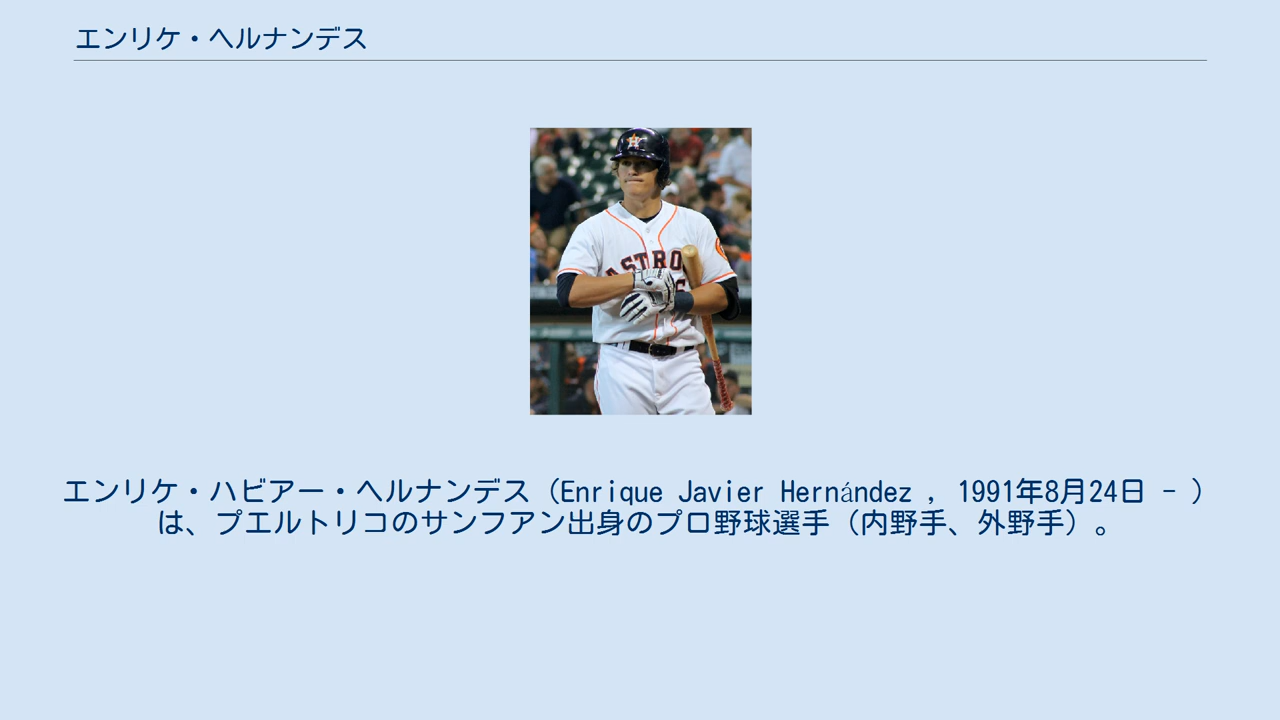 エンリケ・ヘルナンデス
ASTRO
エンリケ・ハビアー・ヘルナンデス（Enrique Javier Hernández , 1991年8月24日 - ）
は、プエルトリコのサンフアン出身のプロ野球選手（内野手、外野手）。